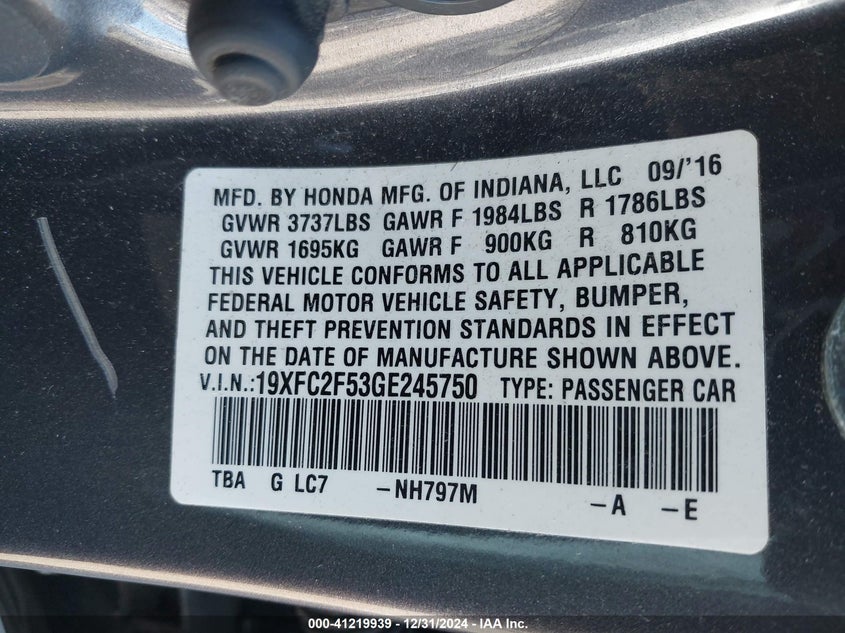 MFD. BY HONDA MFG. OF INDIANA, LLC 09/'16
GVWR 3737LBS GAWR F 1984LBS R 1786LBS
GVWR 1695KG GAWR F 900KG R 810KG
THIS VEHICLE CONFORMS TO ALL APPLICABLE
FEDERAL MOTOR VEHICLE SAFETY, BUMPER,
AND THEFT PREVENTION STANDARDS IN EFFECT
ON THE DATE OF MANUFACTURE SHOWN ABOVE.
V.I.N.:19XFC2F53GE245750 TYPE: PASSENGER CAR
TBA G LC7 -NH797M -A -E
000-41219939 - 12/31/2024 - IAA Inc.